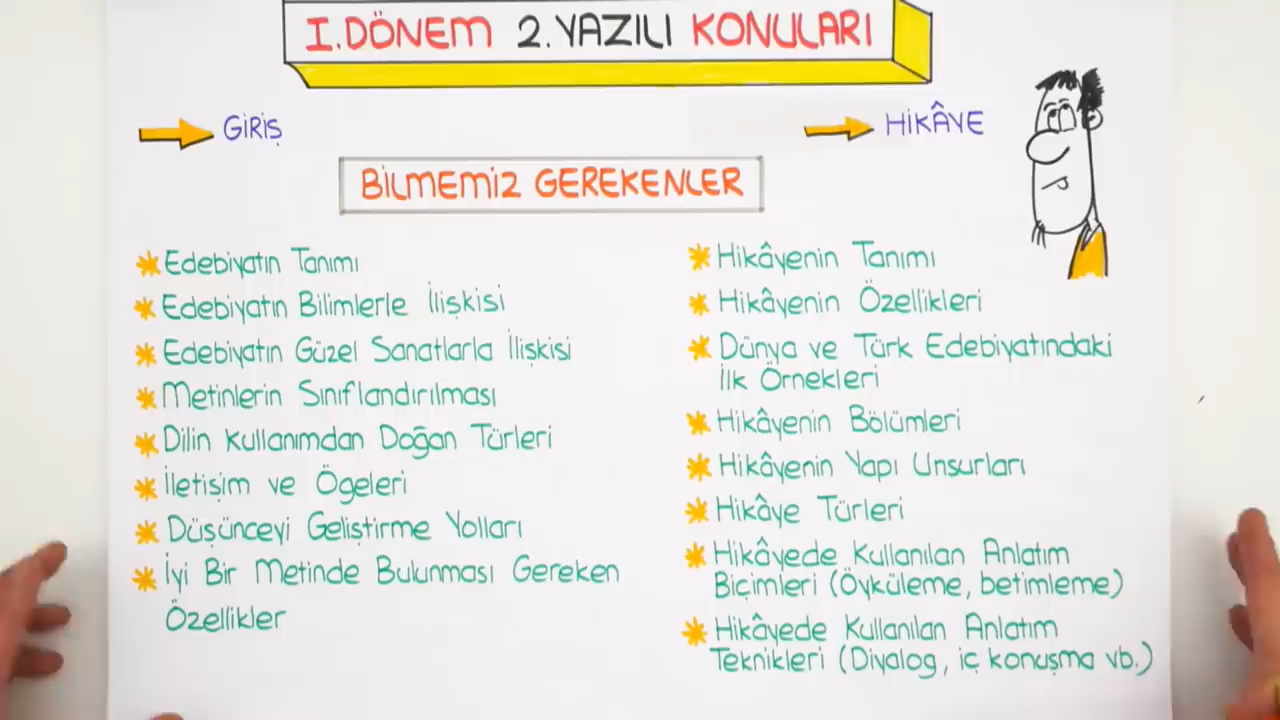 I. DÖNEM 2. YAZILI KONULARI
GİRİŞ
HİKÂYE
BİLMEMİZ GEREKENLER
Edebiyatın Tanımı
Edebiyatın Bilimlerle İlişkisi
Edebiyatın Güzel Sanatlarla İlişkisi
Metinlerin Sınıflandırılması
Dilin Kullanımdan Doğan Türleri
İletişim ve Ögeleri
Düşünceyi Geliştirme Yolları
İyi Bir Metinde Bulunması Gereken
Özellikler
Hikâyenin Tanımı
Hikâyenin Özellikleri
Dünya ve Türk Edebiyatındaki
İlk Örnekleri
Hikâyenin Bölümleri
Hikâyenin Yapı Unsurları
Hikâye Türleri
Hikâyede Kullanılan Anlatım
Biçimleri (Öyküleme, betimleme)
Hikâyede Kullanılan Anlatım
Teknikleri (Diyalog, iç konuşma vb.)